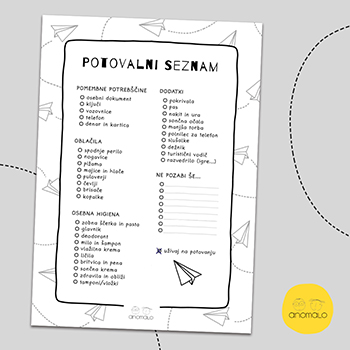 POTOVALNI SEZNAM
POMEMBNE POTREBŠČINE
osebni dokument
ključi
vozovnice
telefon
denar in kartica
OBLAČILA
spodnje perilo
nogavice
pižama
majice in hlače
puloverji
čevlji
brisače
kopalke
OSEBNA HIGIENA
zobna ščetka in pasta
glavnik
deodorant
milo in šampon
vlažilna krema
ličila
britvica in pena
sončna krema
zdravila in obliži
tamponi/vložki
DODATKI
pokrivala
pas
nakit in ura
sončna očala
manjša torba
polnilec za telefon
slušalke
dežnik
turistični vodič
razvedrilo (igre...)
NE POZABI ŠE...
uživaj na potovanju
anomalo
anomalo